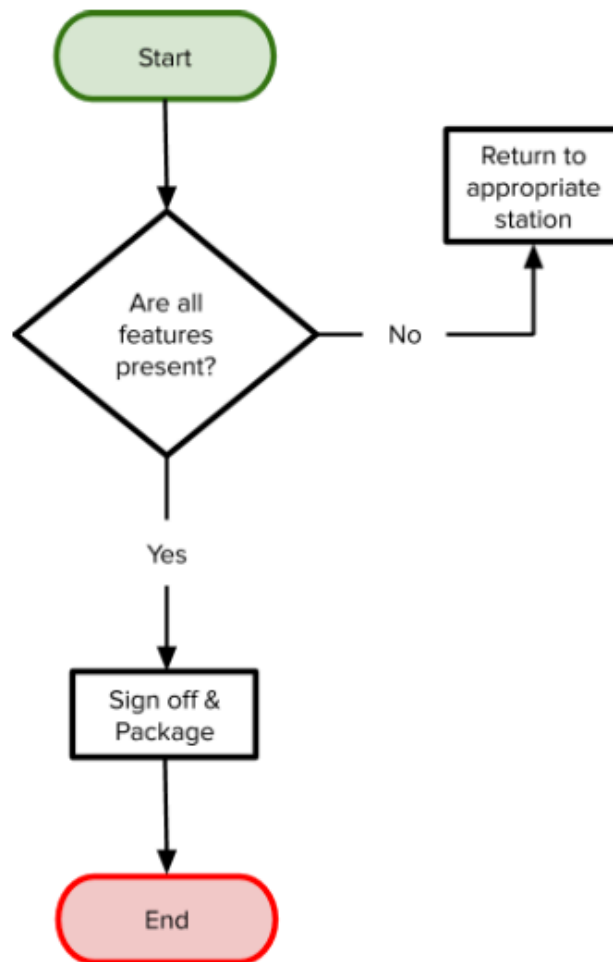 Start
Return to
appropriate
station
Are all
features
present?
No
Yes
Sign off &
Package
End